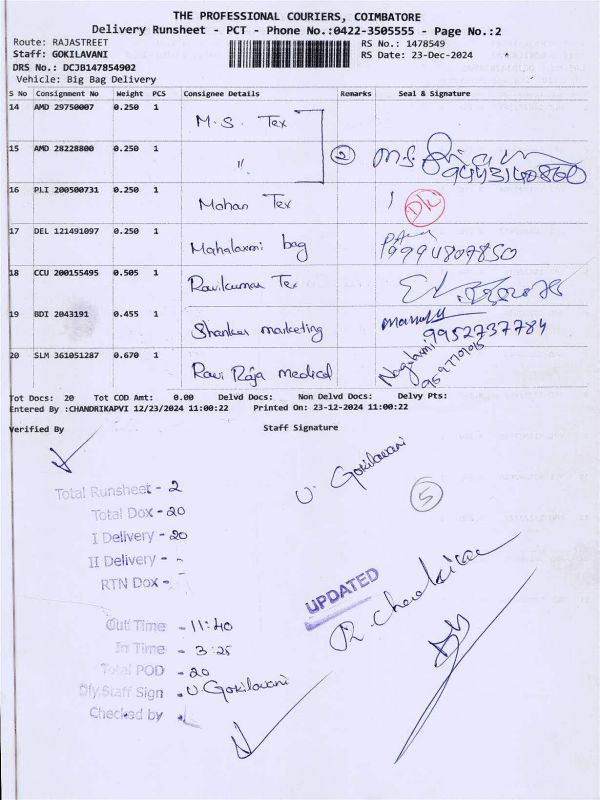 THE PROFESSIONAL COURIERS, COIMBATORE
Delivery Runsheet - PCT - Phone No.:0422-3505555 - Page No.:2
Route: RAJASTREET RS No.: 1478549
Staff: GOKILAVANI RS Date: 23-Dec-2024 *
DRS No.: DCJB147854902
Vehicle: Big Bag Delivery
S No Consignment No Weight PCS Consignee Details Remarks Seal & Signature
14 AMD 29750007 0.250 1 M.S. Tex
15 AMD 28228800 0.250 1 " 2 M.S.
16 PLI 200500731 0.250 1 Mohan Tex
17 DEL 121491097 0.250 1 Mahalaxmi bag 9994807850
18 CCU 200155495 0.505 1 Ravikumar Tex
19 BDI 2043191 0.455 1 Shankar marketing 9952737784
20 SLM 361051287 0.670 1 Ravi Raja medical Nagalaxmi
Tot Docs: 20 Tot COD Amt: 0.00 Delvd Docs: Non Delvd Docs: Delvy Pts:
Entered By :CHANDRIKAPVI 12/23/2024 11:00:22 Printed On: 23-12-2024 11:00:22
Verified By Staff Signature
U. Gokilavani
5
Total Runsheet - 2
Total Dox - 20
I Delivery - 20
II Delivery -
RTN Dox -
UPDATED
Out Time - 11:40
In Time - 3:25
Total POD - 20
Dly.Staff Sign - U Gokilavani
Checked by -